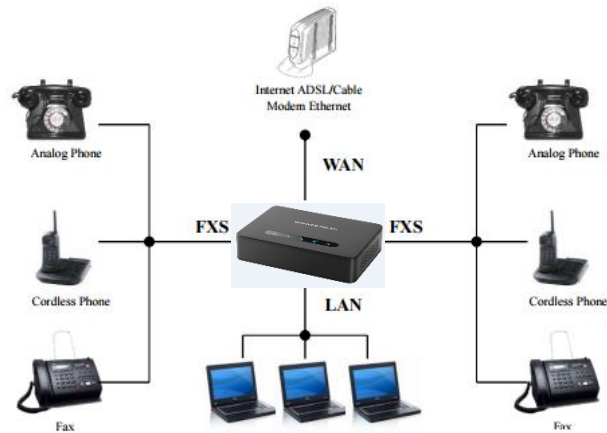 Internet ADSL/Cable
Modem Ethernet
Analog Phone
Analog Phone
WAN
FXS
FXS
Cordless Phone
Cordless Phone
LAN
Fax
Fax